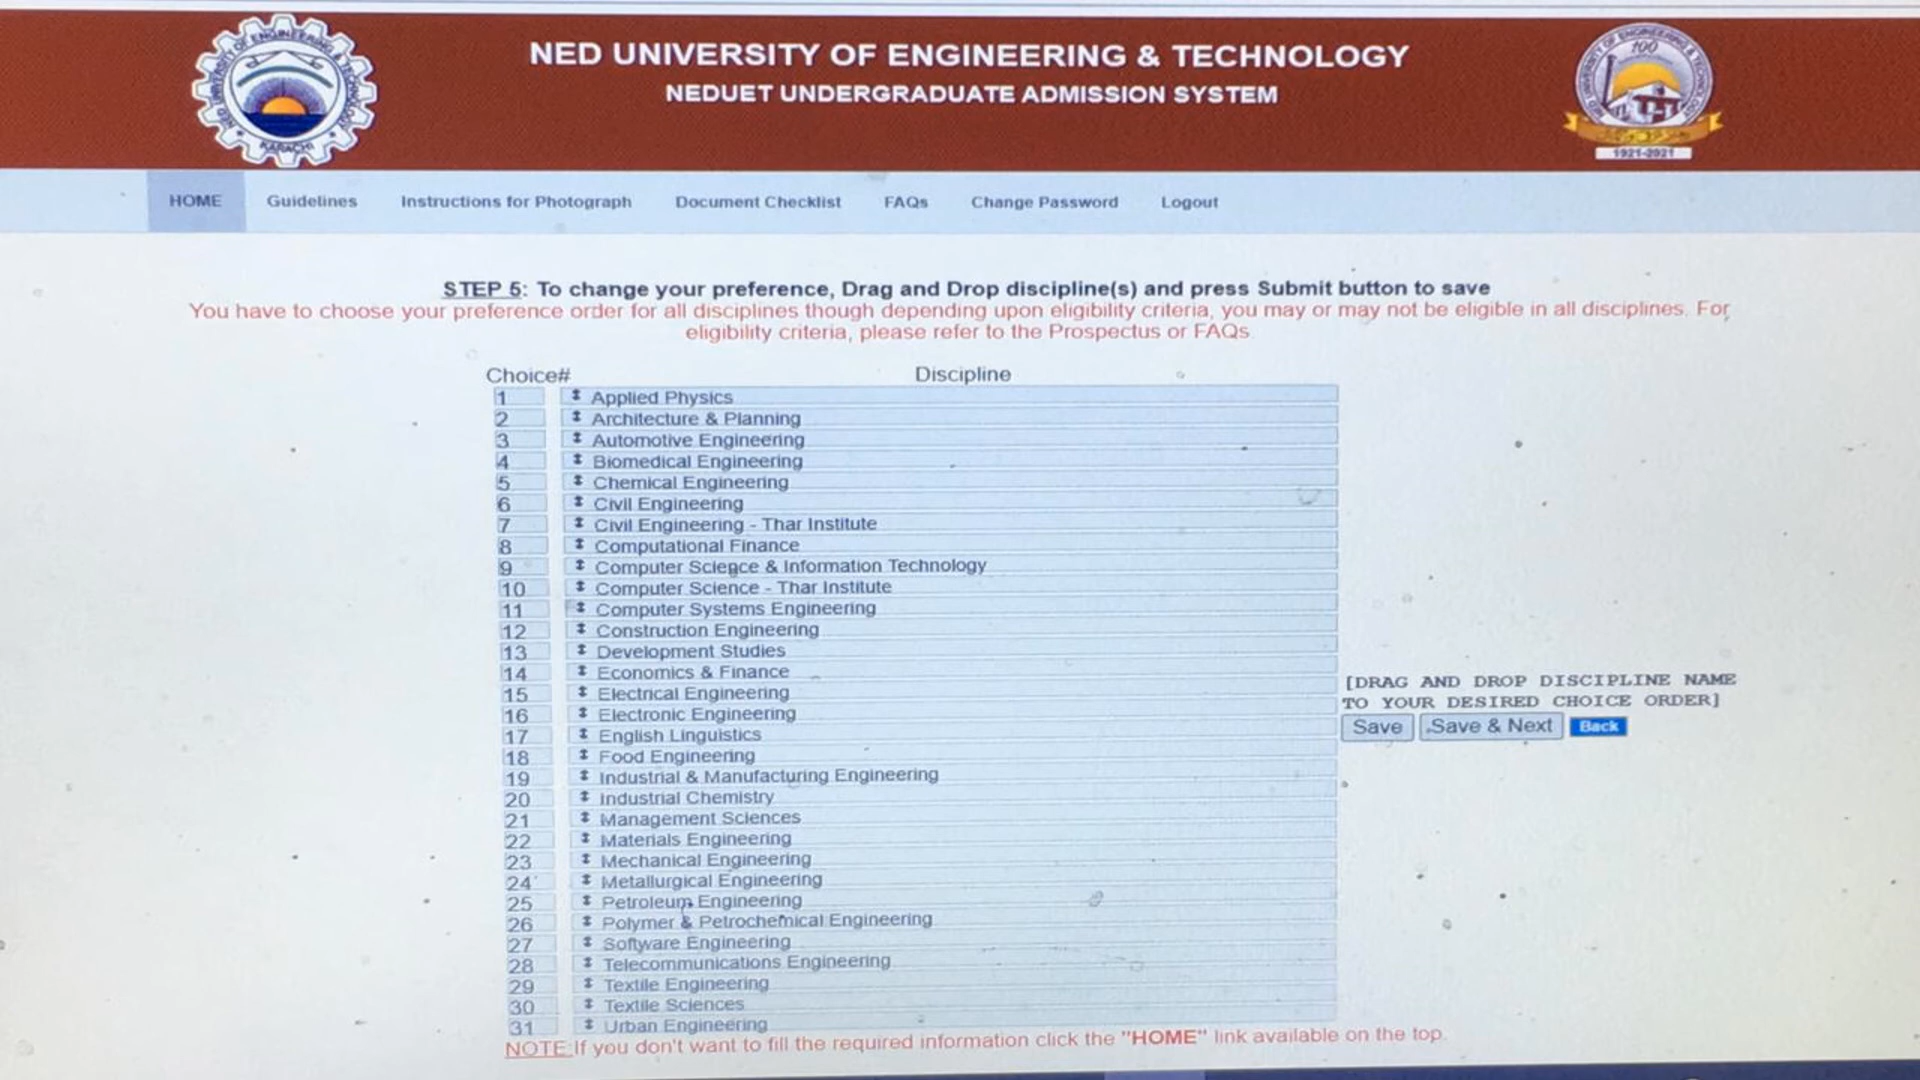 NED UNIVERSITY OF ENGINEERING & TECHNOLOGY
NEDUET UNDERGRADUATE ADMISSION SYSTEM
KARACHI
100
1921-2021
HOME Guidelines Instructions for Photograph Document Checklist FAQs Change Password Logout
STEP 5: To change your preference, Drag and Drop discipline(s) and press Submit button to save
You have to choose your preference order for all disciplines though depending upon eligibility criteria, you may or may not be eligible in all disciplines. For
eligibility criteria, please refer to the Prospectus or FAQs
Choice# Discipline
1 Applied Physics
2 Architecture & Planning
3 Automotive Engineering
4 Biomedical Engineering
5 Chemical Engineering
6 Civil Engineering
7 Civil Engineering - Thar Institute
8 Computational Finance
9 Computer Science & Information Technology
10 Computer Science - Thar Institute
11 Computer Systems Engineering
12 Construction Engineering
13 Development Studies
14 Economics & Finance
15 Electrical Engineering
16 Electronic Engineering
17 English Linguistics
18 Food Engineering
19 Industrial & Manufacturing Engineering
20 Industrial Chemistry
21 Management Sciences
22 Materials Engineering
23 Mechanical Engineering
24 Metallurgical Engineering
25 Petroleum Engineering
26 Polymer & Petrochemical Engineering
27 Software Engineering
28 Telecommunications Engineering
29 Textile Engineering
30 Textile Sciences
31 Urban Engineering
[DRAG AND DROP DISCIPLINE NAME
TO YOUR DESIRED CHOICE ORDER]
Save Save & Next Back
NOTE:If you don't want to fill the required information click the "HOME" link available on the top.